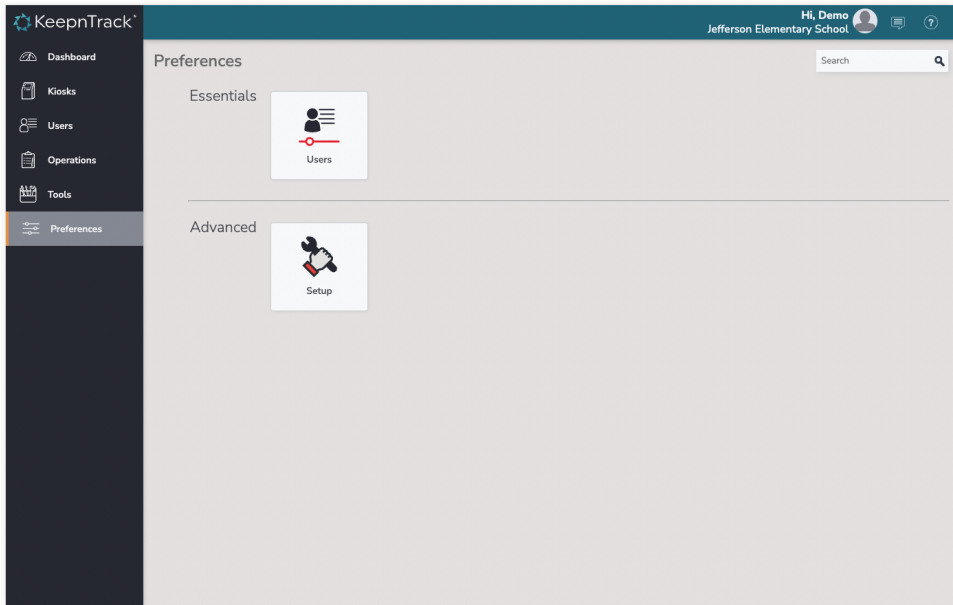 KeepnTrack
Hi, Demo
Jefferson Elementary School
?
Dashboard
Kiosks
Users
Operations
Tools
Preferences
Preferences
Search
Essentials
Users
Advanced
Setup